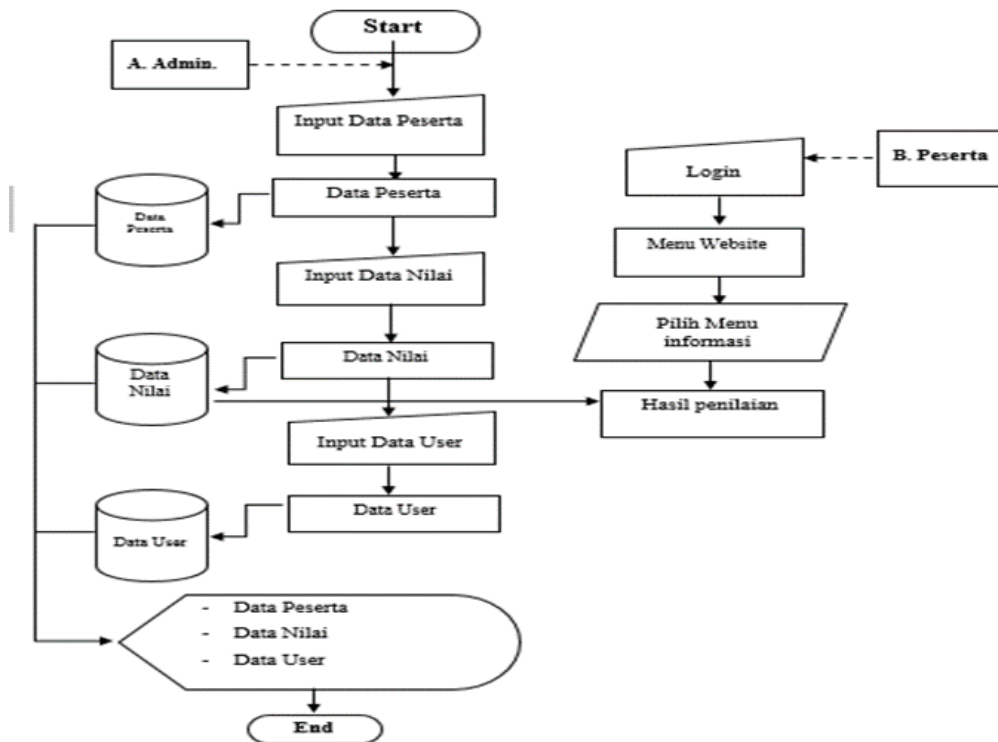 Start
A. Admin.
Input Data Peserta
Data Peserta
Data
Peserta
Input Data Nilai
Data Nilai
Data
Nilai
Input Data User
Data User
Data User
- Data Peserta
- Data Nilai
- Data User
End
B. Peserta
Login
Menu Website
Pilih Menu
informasi
Hasil penilaian